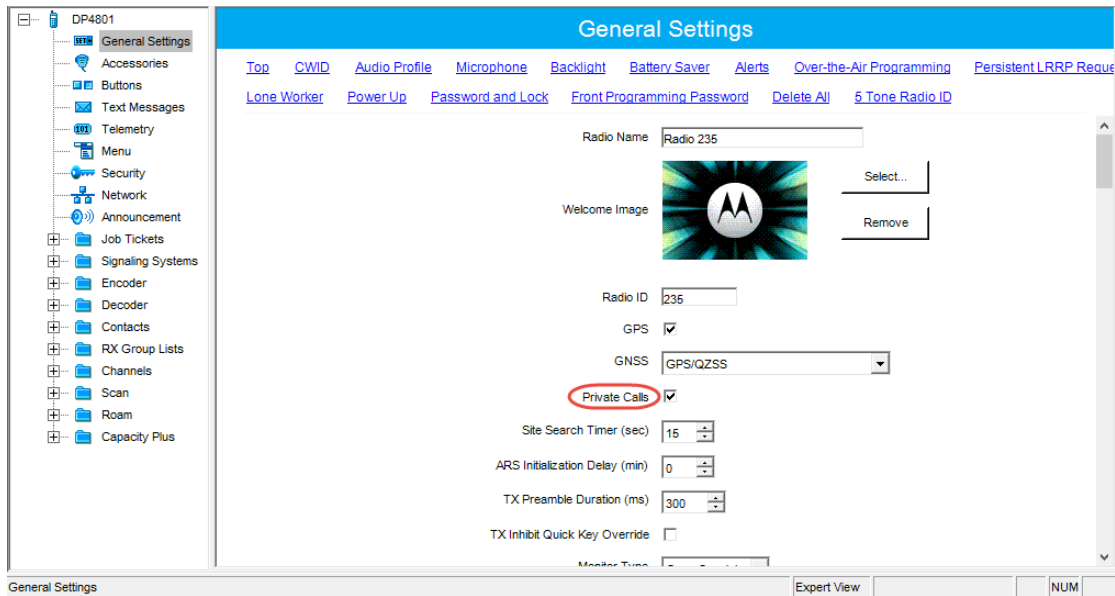 DP4801
General Settings
Accessories
Buttons
Text Messages
Telemetry
Menu
Security
Network
Announcement
Job Tickets
Signaling Systems
Encoder
Decoder
Contacts
RX Group Lists
Channels
Scan
Roam
Capacity Plus
General Settings
Top CWID Audio Profile Microphone Backlight Battery Saver Alerts Over-the-Air Programming Persistent LRRP Reque
Lone Worker Power Up Password and Lock Front Programming Password Delete All 5 Tone Radio ID
Radio Name Radio 235
Welcome Image
Select...
Remove
Radio ID 235
GPS
GNSS GPS/QZSS
Private Calls
Site Search Timer (sec) 15
ARS Initialization Delay (min) 0
TX Preamble Duration (ms) 300
TX Inhibit Quick Key Override
Monitor Type
General Settings Expert View NUM